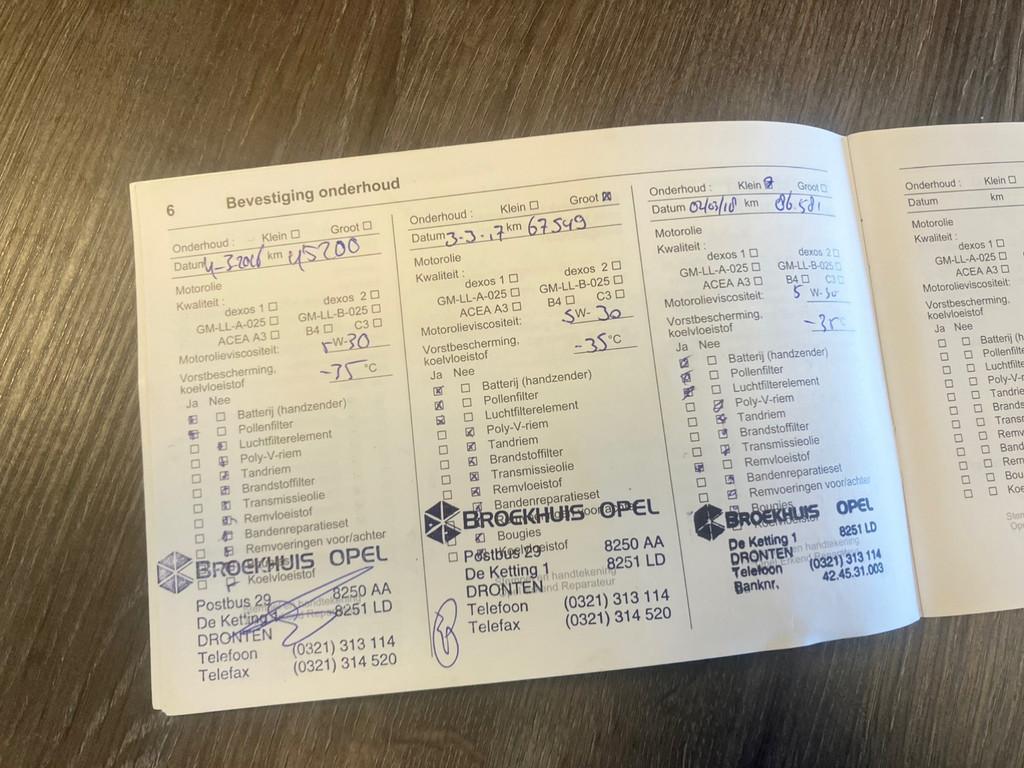 6 Bevestiging onderhoud
Onderhoud : Klein ☐ Groot ☐
Datum 4-3-2016 km 45200
Motorolie
Kwaliteit :
dexos 1 ☐ dexos 2 ☐
GM-LL-A-025 ☐ GM-LL-B-025 ☐
ACEA A3 ☐ B4 ☐ C3 ☐
Motorolieviscositeit: 5W-30
Vorstbescherming,
koelvloeistof -35 °C
Ja Nee
Batterij (handzender)
Pollenfilter
Luchtfilterelement
Poly-V-riem
Tandriem
Brandstoffilter
Transmissieolie
Remvloeistof
Bandenreparatieset
Remvoeringen voor/achter
Koelvloeistof
BROEKHUIS OPEL
Postbus 29 8250 AA
De Ketting 1 8251 LD
DRONTEN
Telefoon (0321) 313 114
Telefax (0321) 314 520
Onderhoud : Klein ☐ Groot ☒
Datum 3-3-17 km 67549
Motorolie
Kwaliteit :
dexos 1 ☐ dexos 2 ☐
GM-LL-A-025 ☐ GM-LL-B-025 ☐
ACEA A3 ☐ B4 ☐ C3 ☐
Motorolieviscositeit: 5W-30
Vorstbescherming,
koelvloeistof -35 °C
Ja Nee
Batterij (handzender)
Pollenfilter
Luchtfilterelement
Poly-V-riem
Tandriem
Brandstoffilter
Transmissieolie
Remvloeistof
Bandenreparatieset
Bougies
Koelvloeistof
BROEKHUIS OPEL
Postbus 29 8250 AA
De Ketting 1 8251 LD
DRONTEN
Telefoon (0321) 313 114
Telefax (0321) 314 520
Onderhoud : Klein ☒ Groot ☐
Datum 02/03/18 km 86.581
Motorolie
Kwaliteit :
dexos 1 ☐ dexos 2 ☐
GM-LL-A-025 ☐ GM-LL-B-025 ☐
ACEA A3 ☐ B4 ☐ C3 ☐
Motorolieviscositeit: 5 W-30
Vorstbescherming,
koelvloeistof
Ja Nee
Batterij (handzender)
Pollenfilter
Luchtfilterelement
Poly-V-riem
Tandriem
Brandstoffilter
Transmissieolie
Remvloeistof
Bandenreparatieset
Remvoeringen voor/achter
Bougies
BROEKHUIS OPEL
De Ketting 1 8251 LD
DRONTEN
Telefoon (0321) 313 114
Banknr. 42.45.31.003
Onderhoud : Klein ☐
Datum km
Motorolie
Kwaliteit :
dexos 1 ☐
GM-LL-A-025 ☐
ACEA A3 ☐
Motorolieviscositeit:
Vorstbescherming,
koelvloeistof
Ja Nee